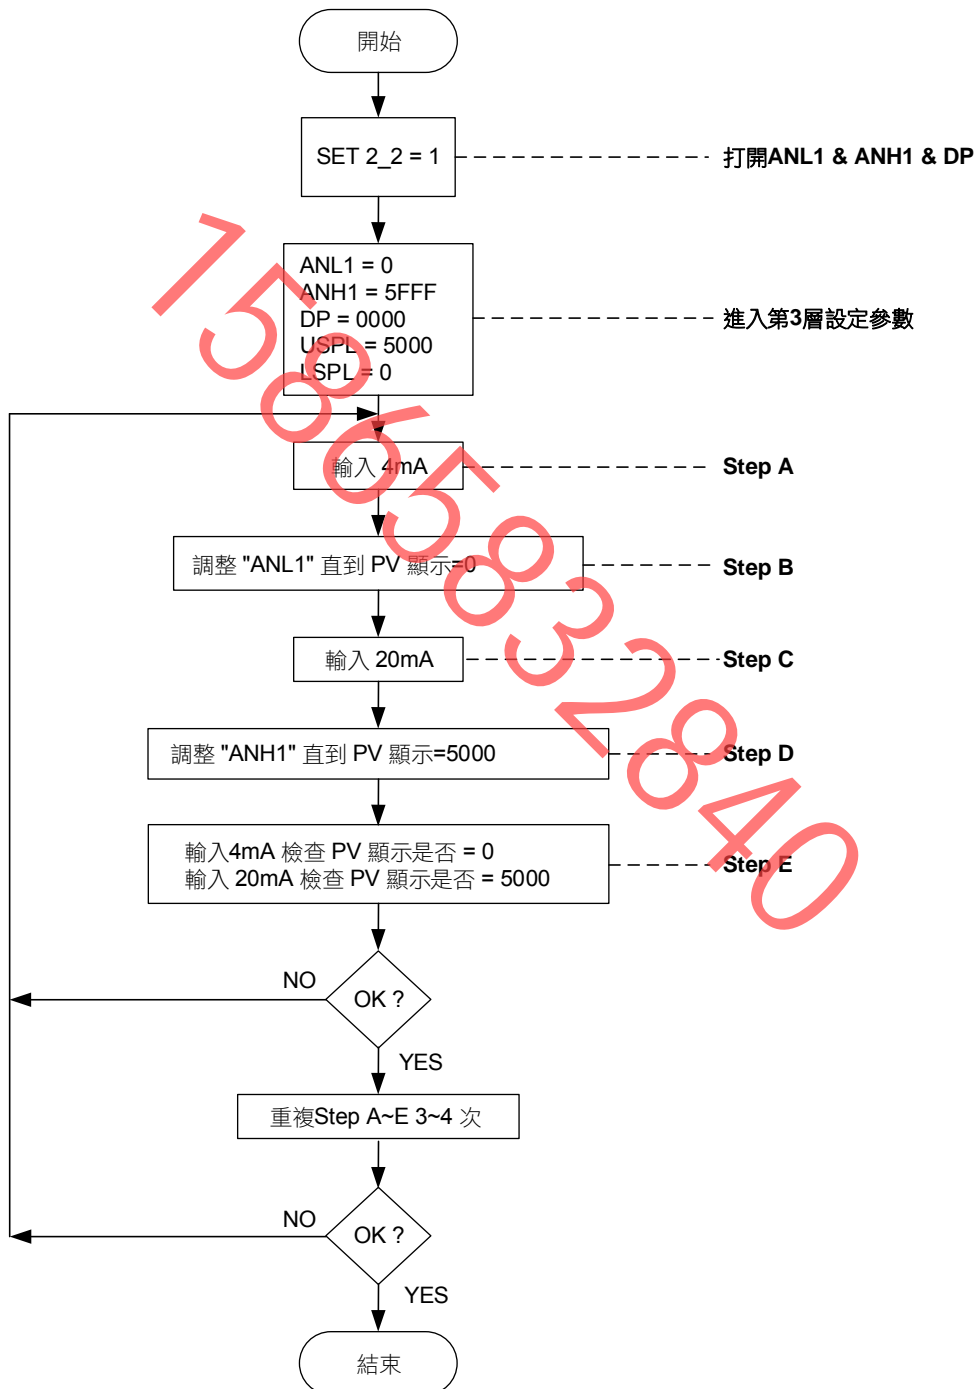 開始
SET 2_2 = 1
打開ANL1 & ANH1 & DP
ANL1 = 0
ANH1 = 5FFF
DP = 0000
USPL = 5000
LSPL = 0
進入第3層設定參數
輸入 4mA
Step A
調整 "ANL1" 直到 PV 顯示=0
Step B
輸入 20mA
Step C
調整 "ANH1" 直到 PV 顯示=5000
Step D
輸入4mA 檢查 PV 顯示是否 = 0
輸入 20mA 檢查 PV 顯示是否 = 5000
Step E
NO
OK ?
YES
重複Step A~E 3~4 次
NO
OK ?
YES
結束
15865832840